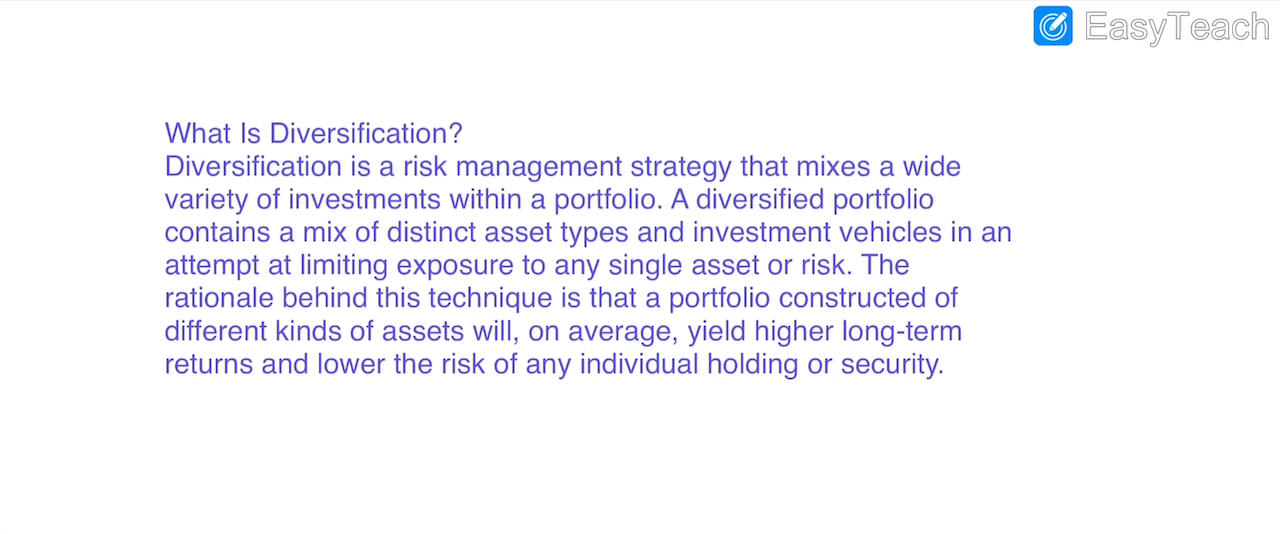 EasyTeach
What Is Diversification?
Diversification is a risk management strategy that mixes a wide
variety of investments within a portfolio. A diversified portfolio
contains a mix of distinct asset types and investment vehicles in an
attempt at limiting exposure to any single asset or risk. The
rationale behind this technique is that a portfolio constructed of
different kinds of assets will, on average, yield higher long-term
returns and lower the risk of any individual holding or security.